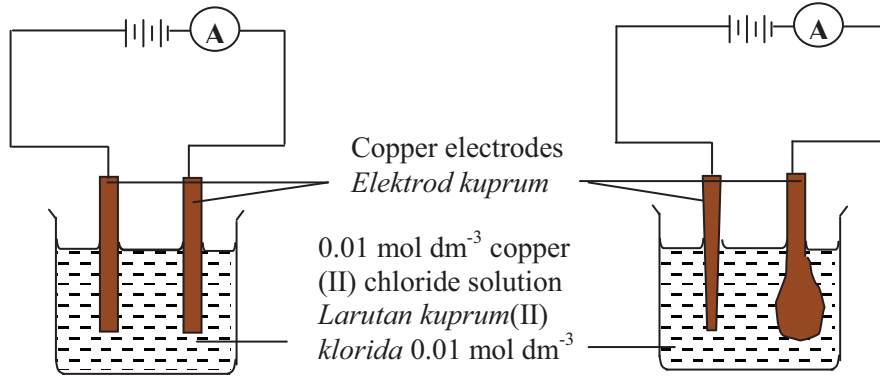 A
A
Copper electrodes
Elektrod kuprum
0.01 mol dm⁻³ copper
(II) chloride solution
Larutan kuprum(II)
klorida 0.01 mol dm⁻³